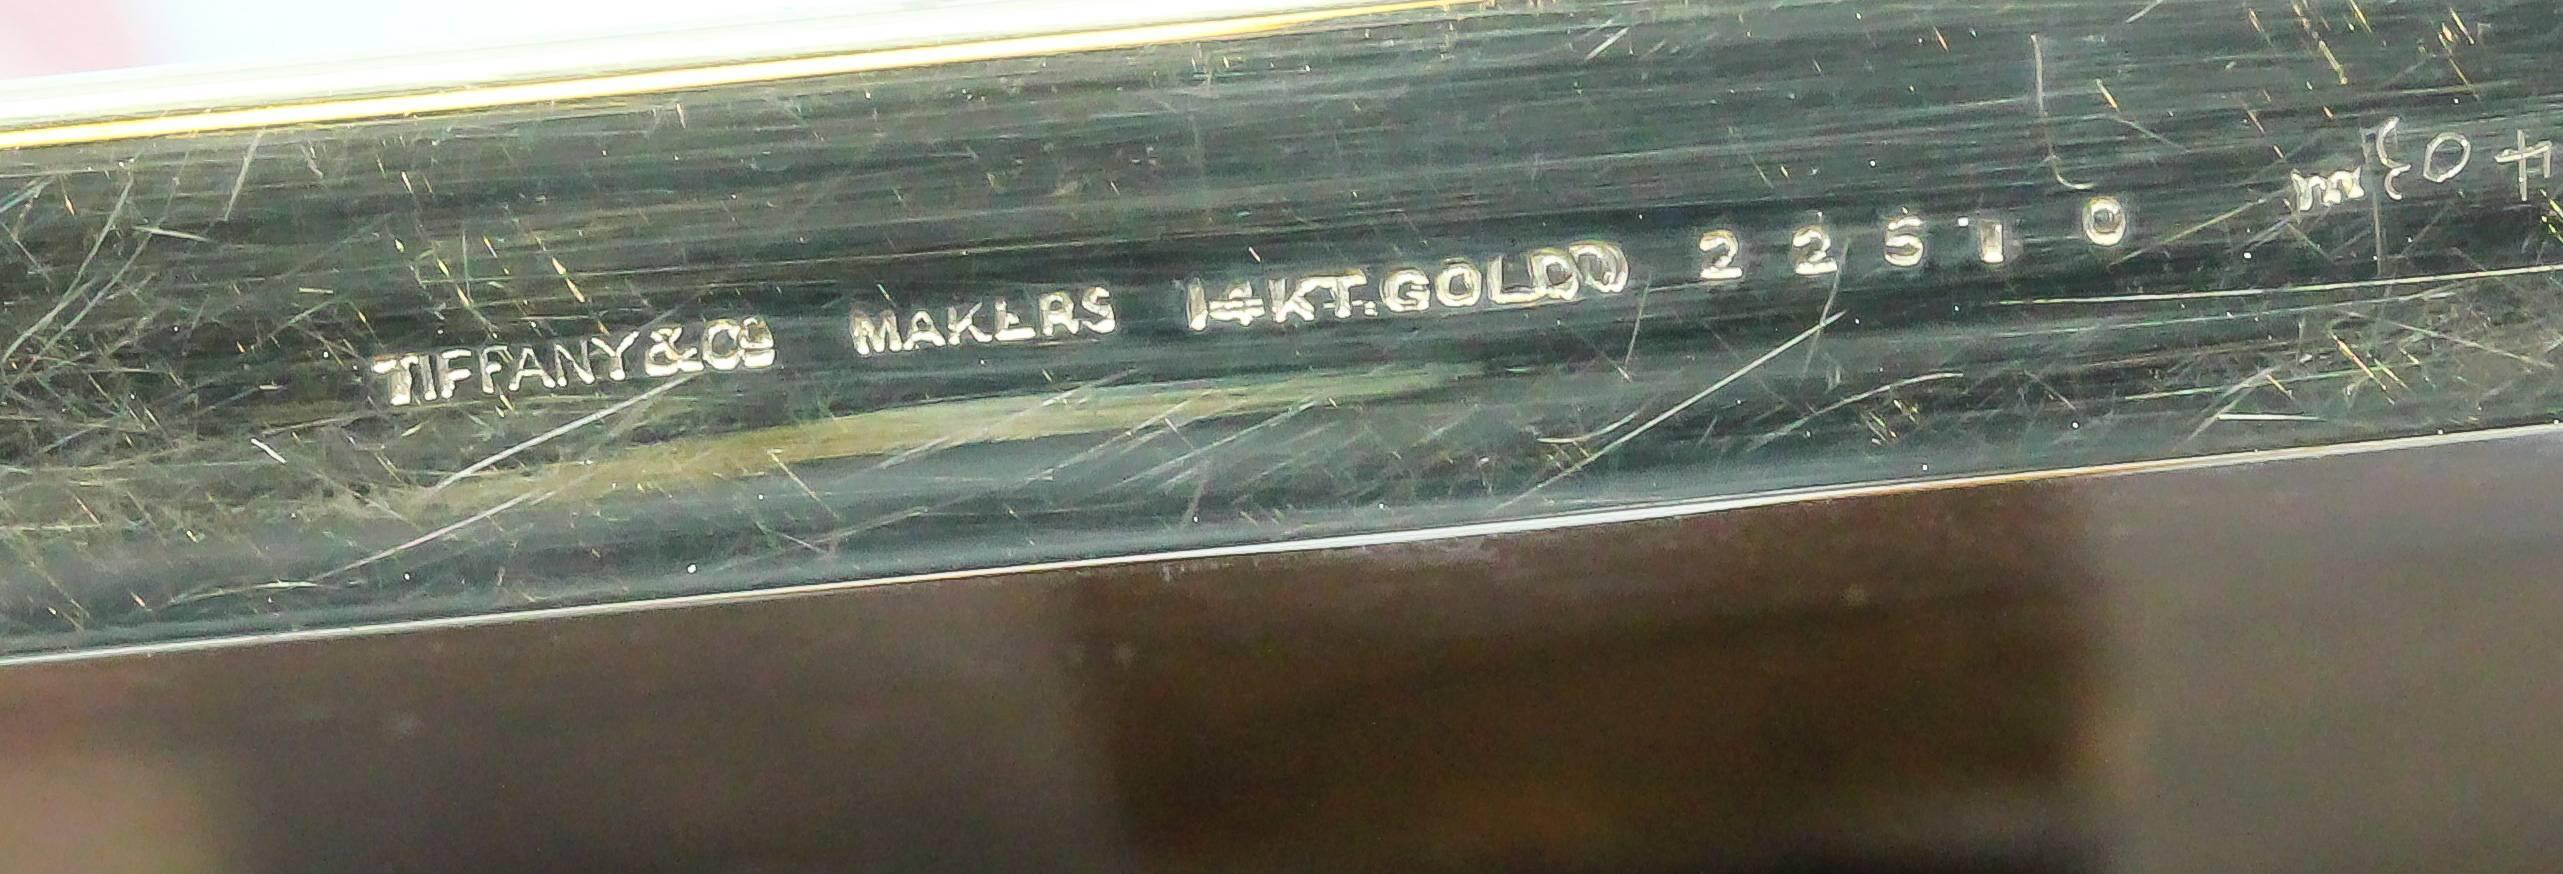 TIFFANY & Co MAKERS 14KT.GOLD 22510